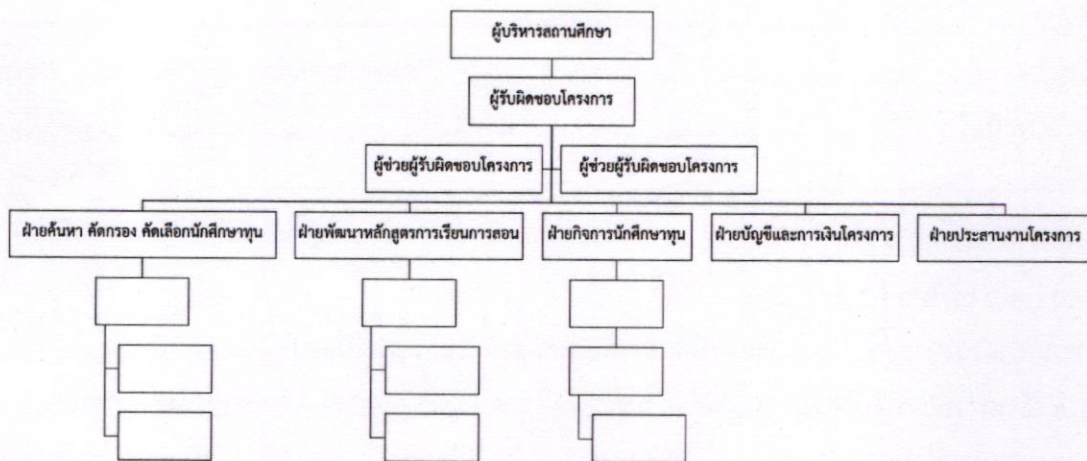 ผู้บริหารสถานศึกษา
ผู้รับผิดชอบโครงการ
ผู้ช่วยผู้รับผิดชอบโครงการ
ผู้ช่วยผู้รับผิดชอบโครงการ
ฝ่ายค้นหา คัดกรอง คัดเลือกนักศึกษาทุน
ฝ่ายพัฒนาหลักสูตรการเรียนการสอน
ฝ่ายกิจการนักศึกษาทุน
ฝ่ายบัญชีและการเงินโครงการ
ฝ่ายประสานงานโครงการ